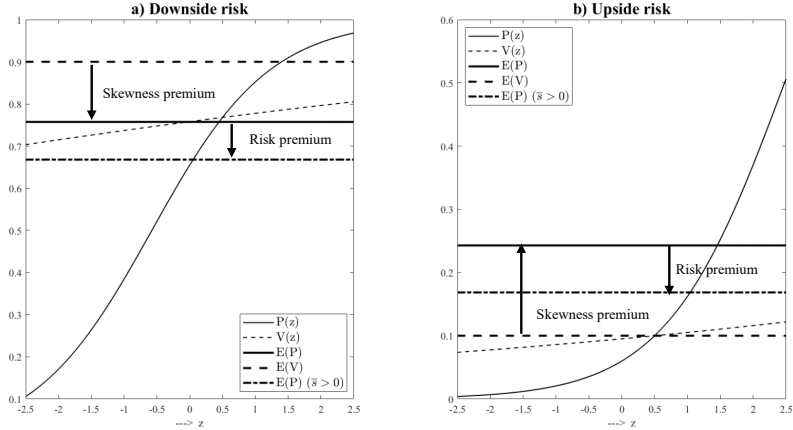 a) Downside risk
1
0.9
0.8
0.7
0.6
0.5
0.4
0.3
0.2
0.1
Skewness premium
Risk premium
P(z)
V(z)
E(P)
E(V)
E(P) (s̄ > 0)
-2.5 -2 -1.5 -1 -0.5 0 0.5 1 1.5 2 2.5
---> z
b) Upside risk
0.6
0.5
0.4
0.3
0.2
0.1
0
P(z)
V(z)
E(P)
E(V)
E(P) (s̄ > 0)
Risk premium
Skewness premium
-2.5 -2 -1.5 -1 -0.5 0 0.5 1 1.5 2 2.5
---> z